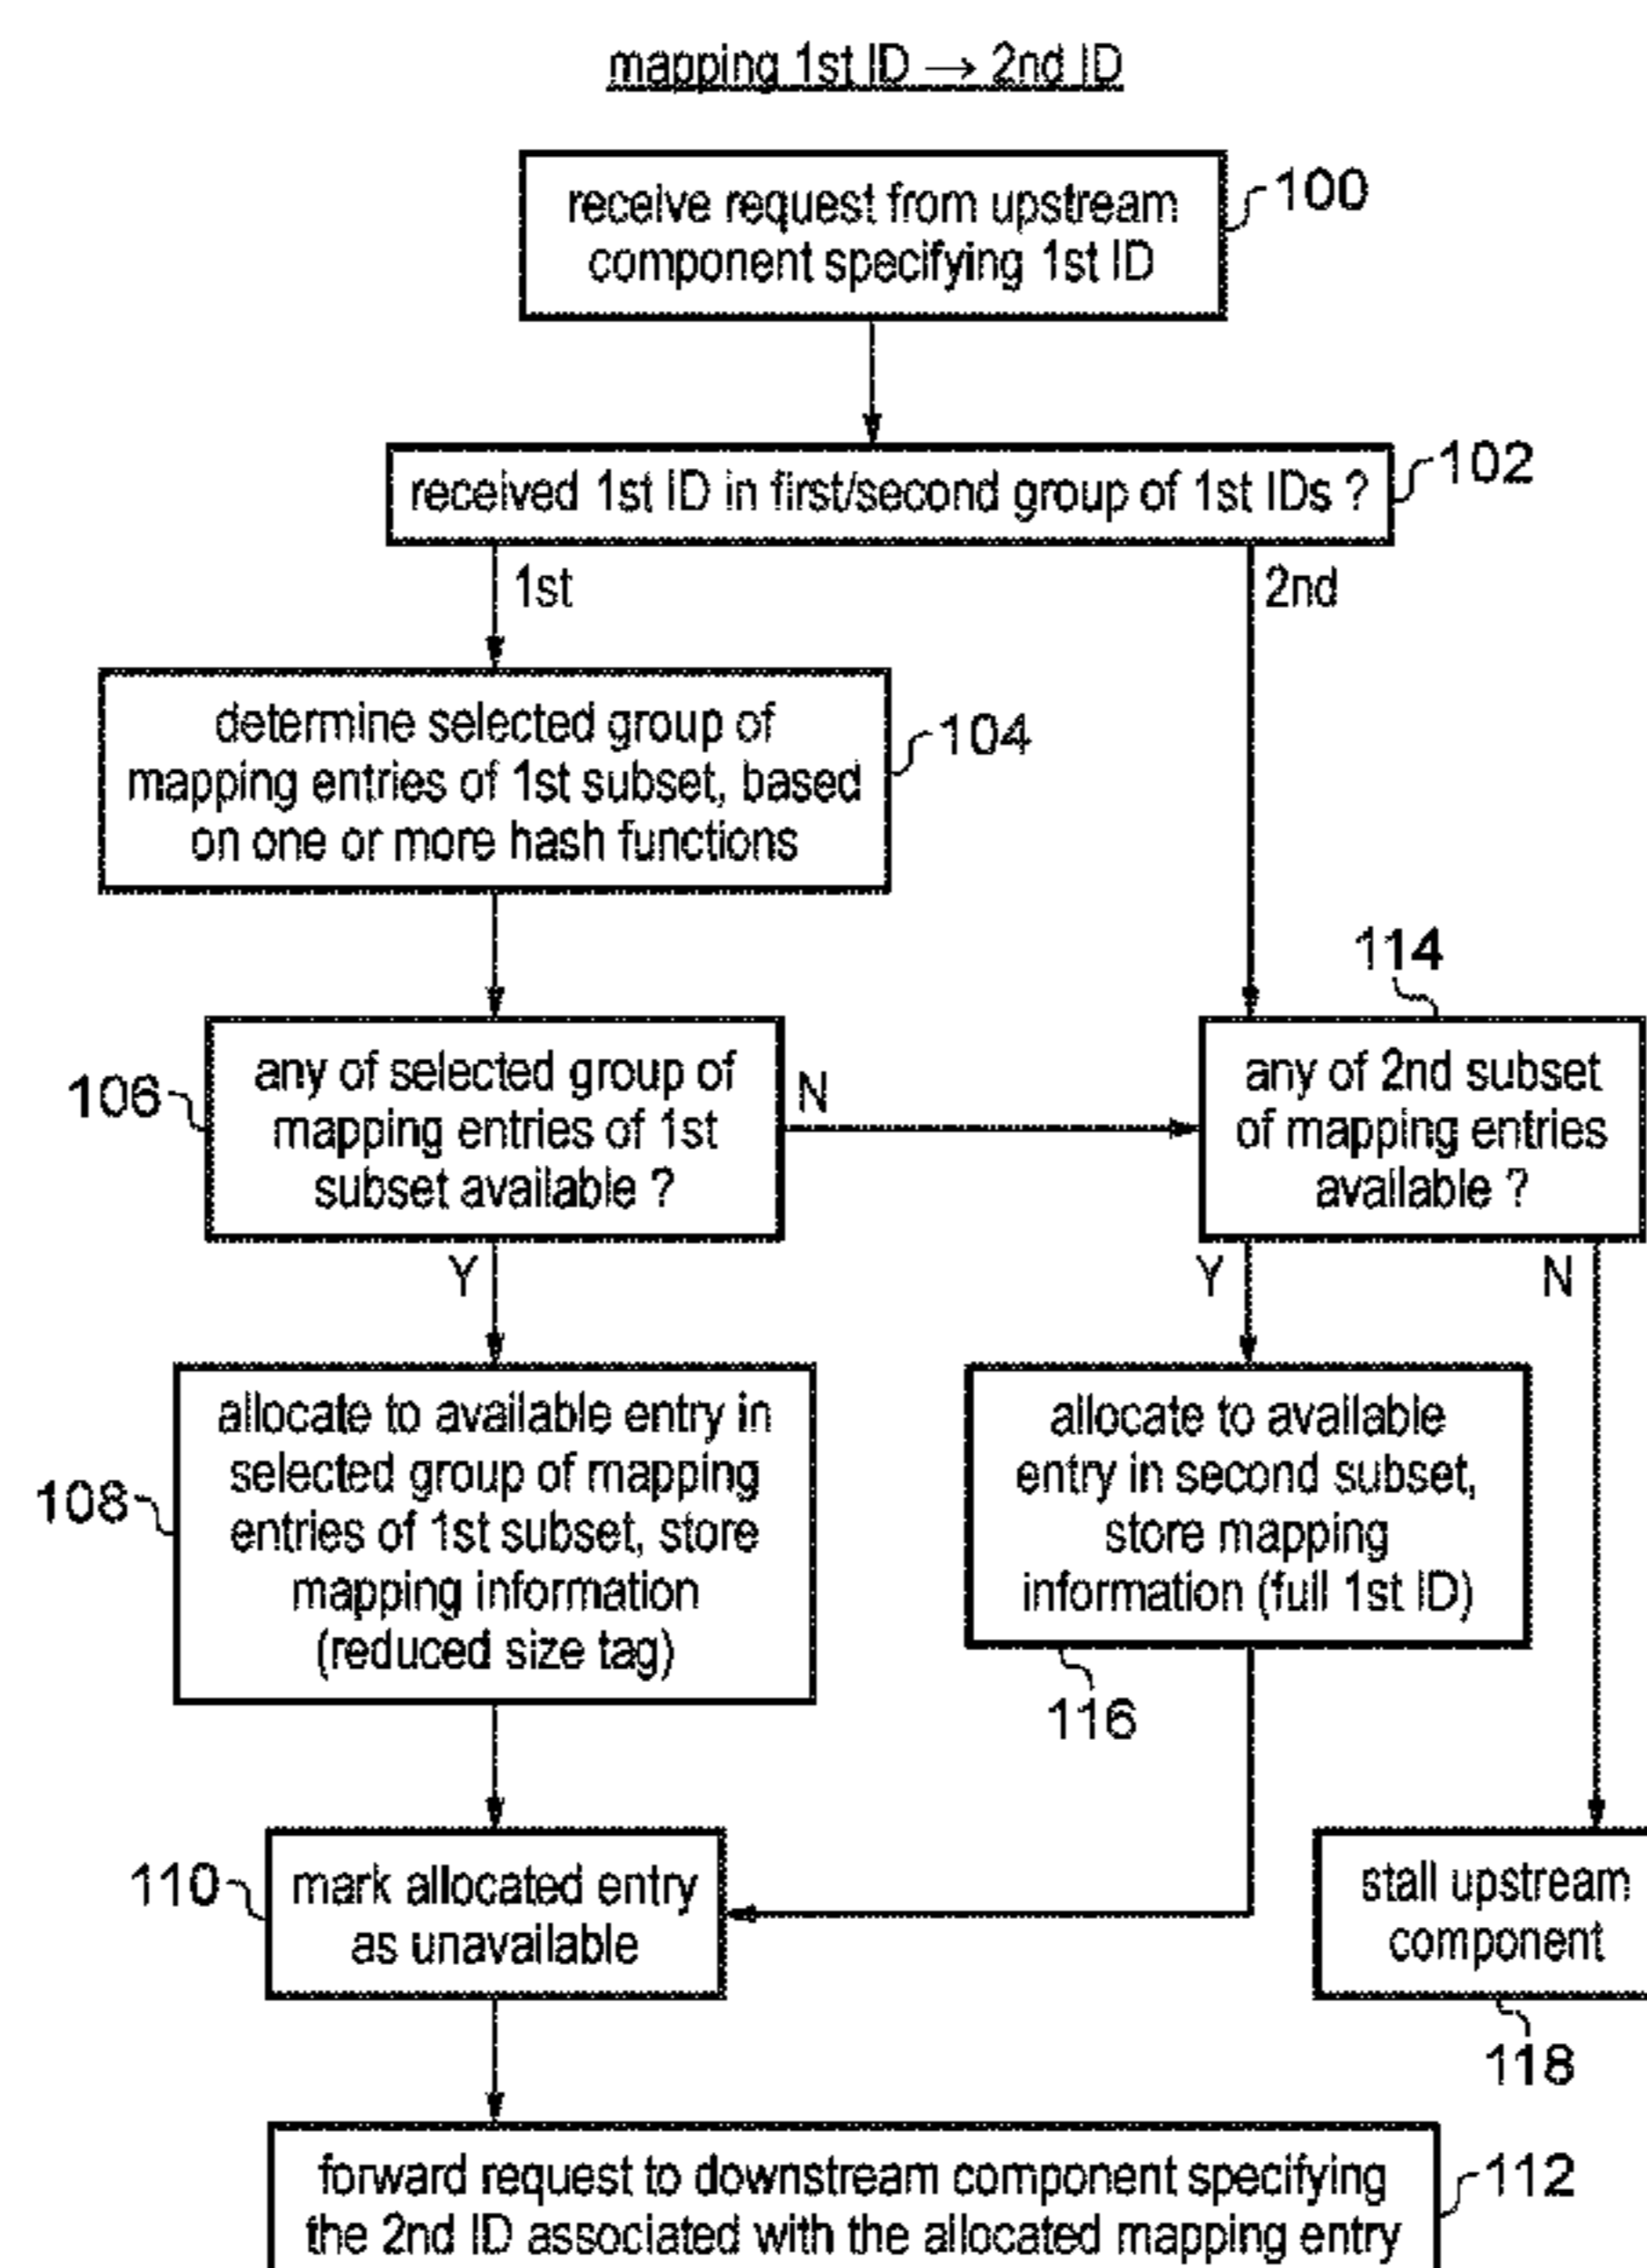 mapping 1st ID → 2nd ID
receive request from upstream
component specifying 1st ID
100
received 1st ID in first/second group of 1st IDs ?
102
1st
2nd
determine selected group of
mapping entries of 1st subset, based
on one or more hash functions
104
106
any of selected group of
mapping entries of 1st
subset available ?
N
Y
114
any of 2nd subset
of mapping entries
available ?
Y
N
108
allocate to available entry in
selected group of mapping
entries of 1st subset, store
mapping information
(reduced size tag)
allocate to available
entry in second subset,
store mapping
information (full 1st ID)
116
110
mark allocated entry
as unavailable
stall upstream
component
118
forward request to downstream component specifying
the 2nd ID associated with the allocated mapping entry
112